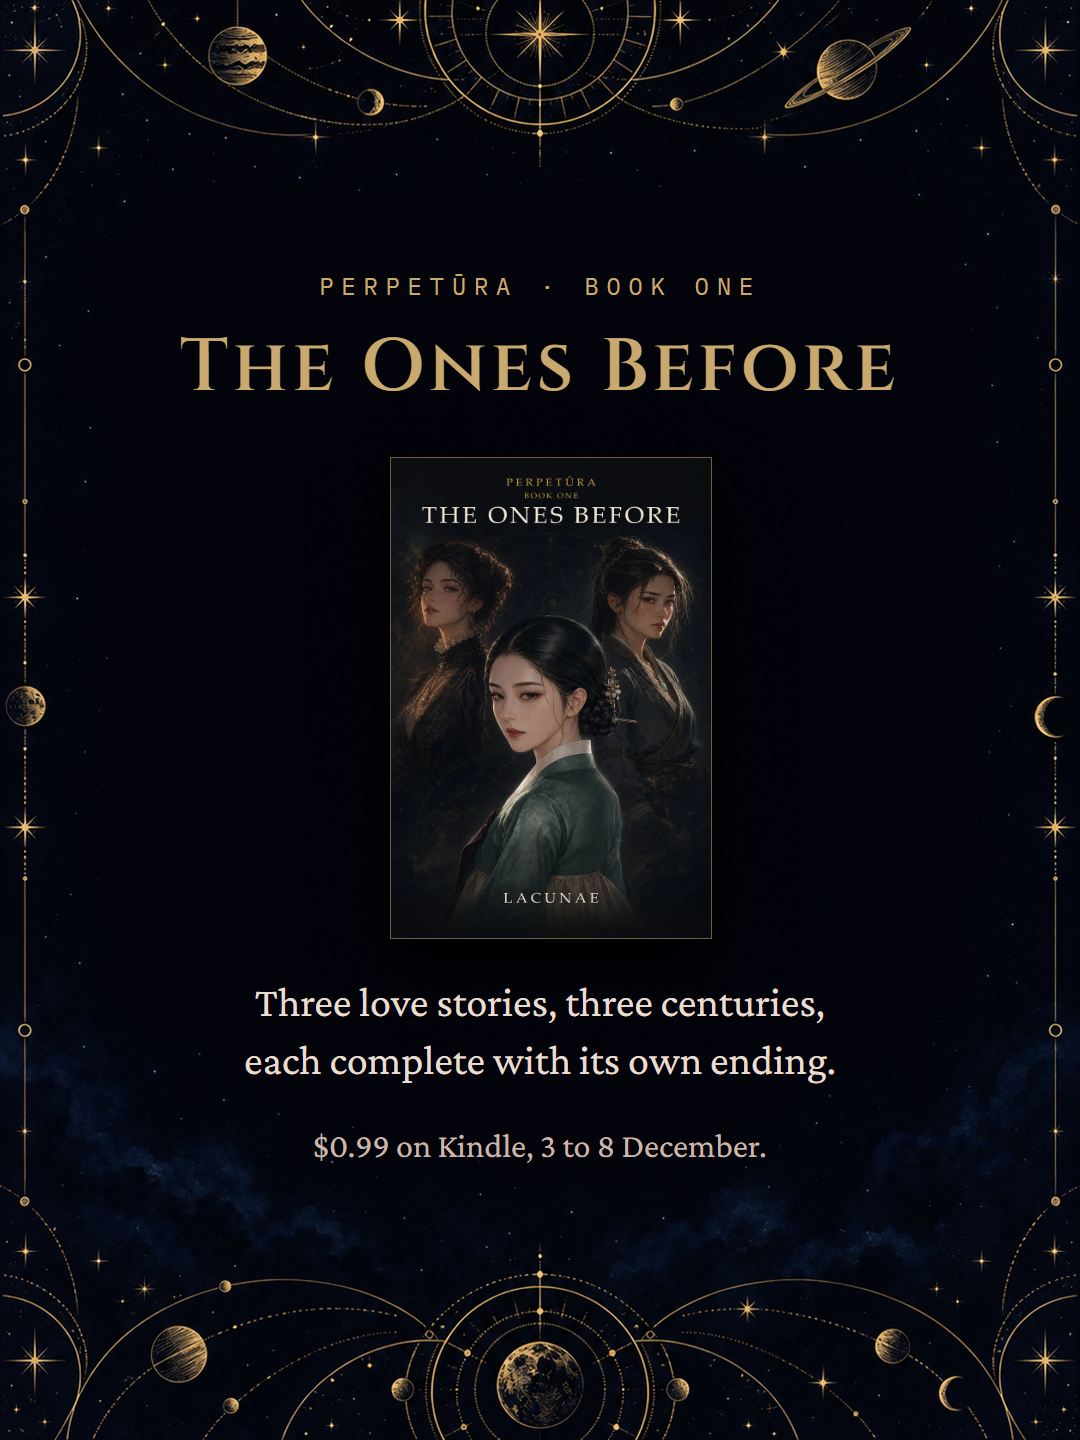 PERPETŪRA · BOOK ONE
THE ONES BEFORE
PERPETŪRA
BOOK ONE
THE ONES BEFORE
LACUNAE
Three love stories, three centuries,
each complete with its own ending.
$0.99 on Kindle, 3 to 8 December.